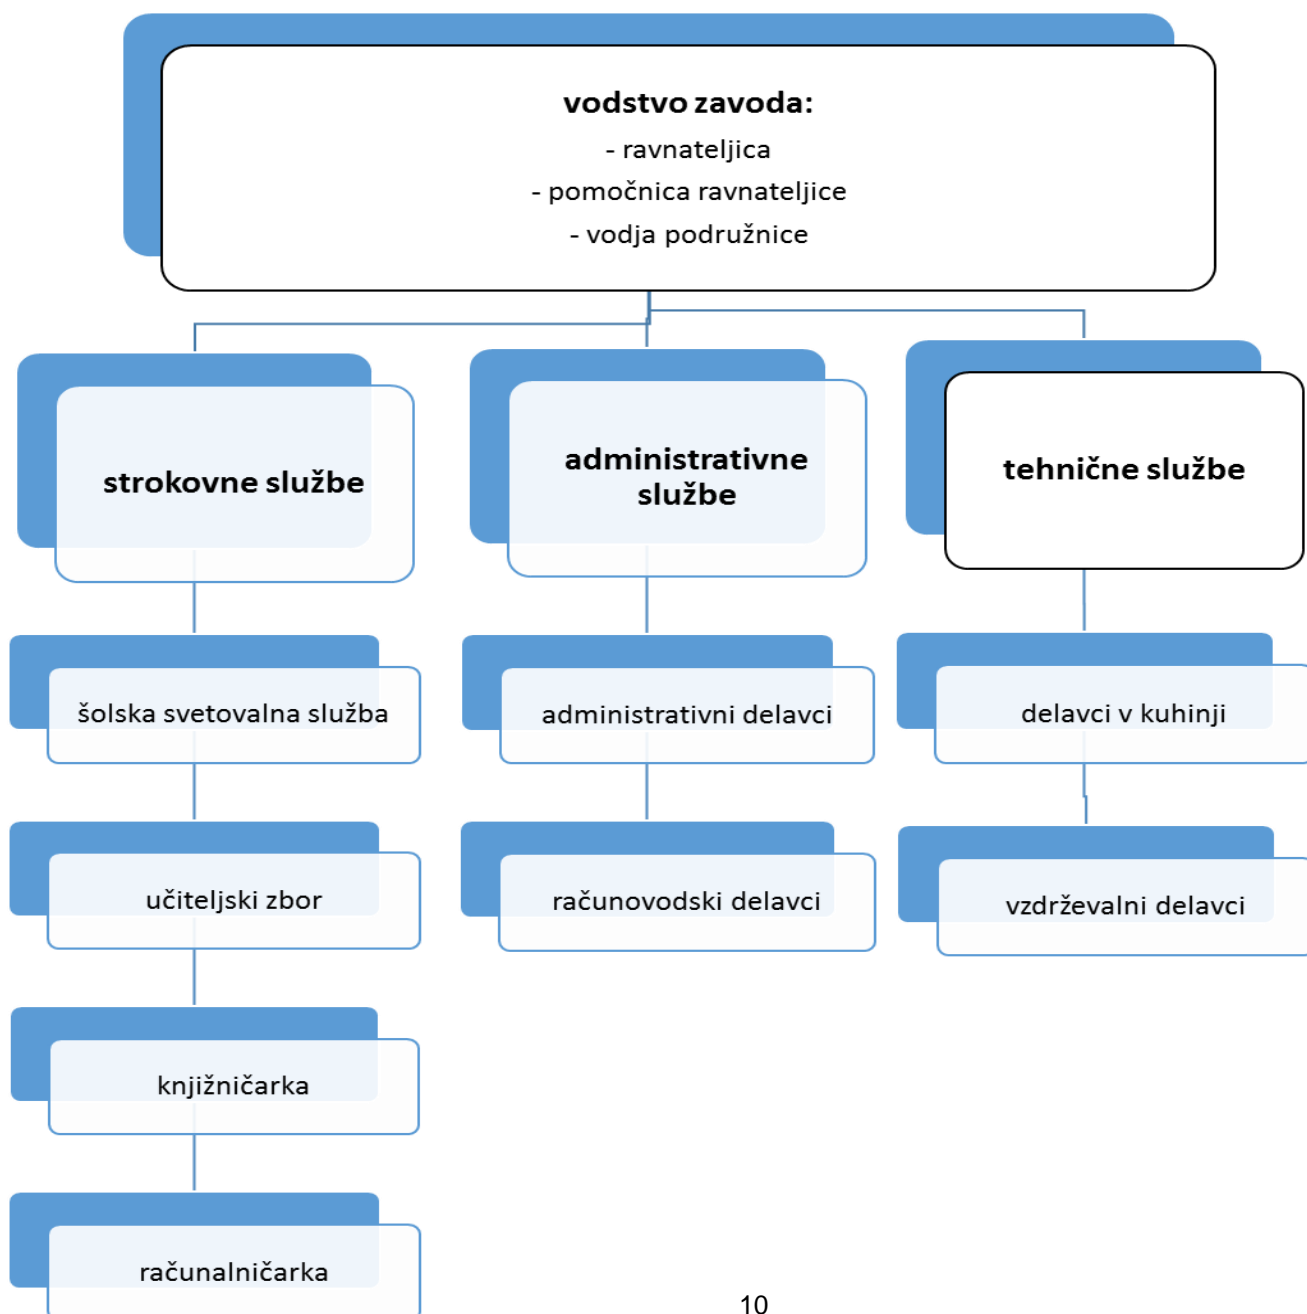 vodstvo zavoda:
- ravnateljica
- pomočnica ravnateljice
- vodja podružnice
strokovne službe
administrativne
službe
tehnične službe
šolska svetovalna služba
administrativni delavci
delavci v kuhinji
učiteljski zbor
računovodski delavci
vzdrževalni delavci
knjižničarka
računalničarka
10